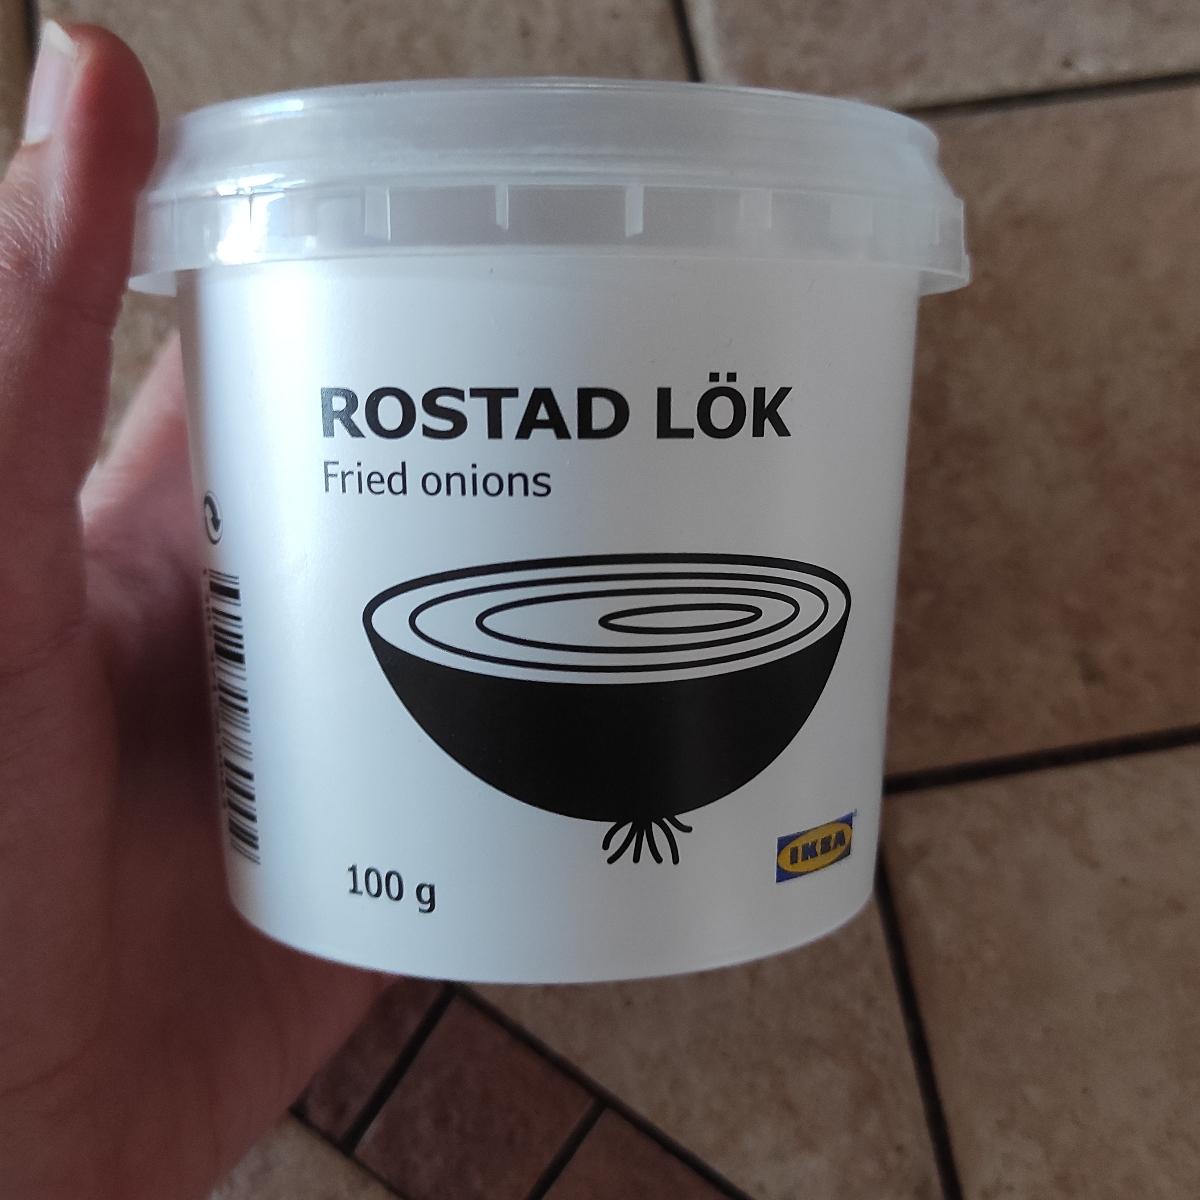 ROSTAD LÖK
Fried onions
100 g
IKEA